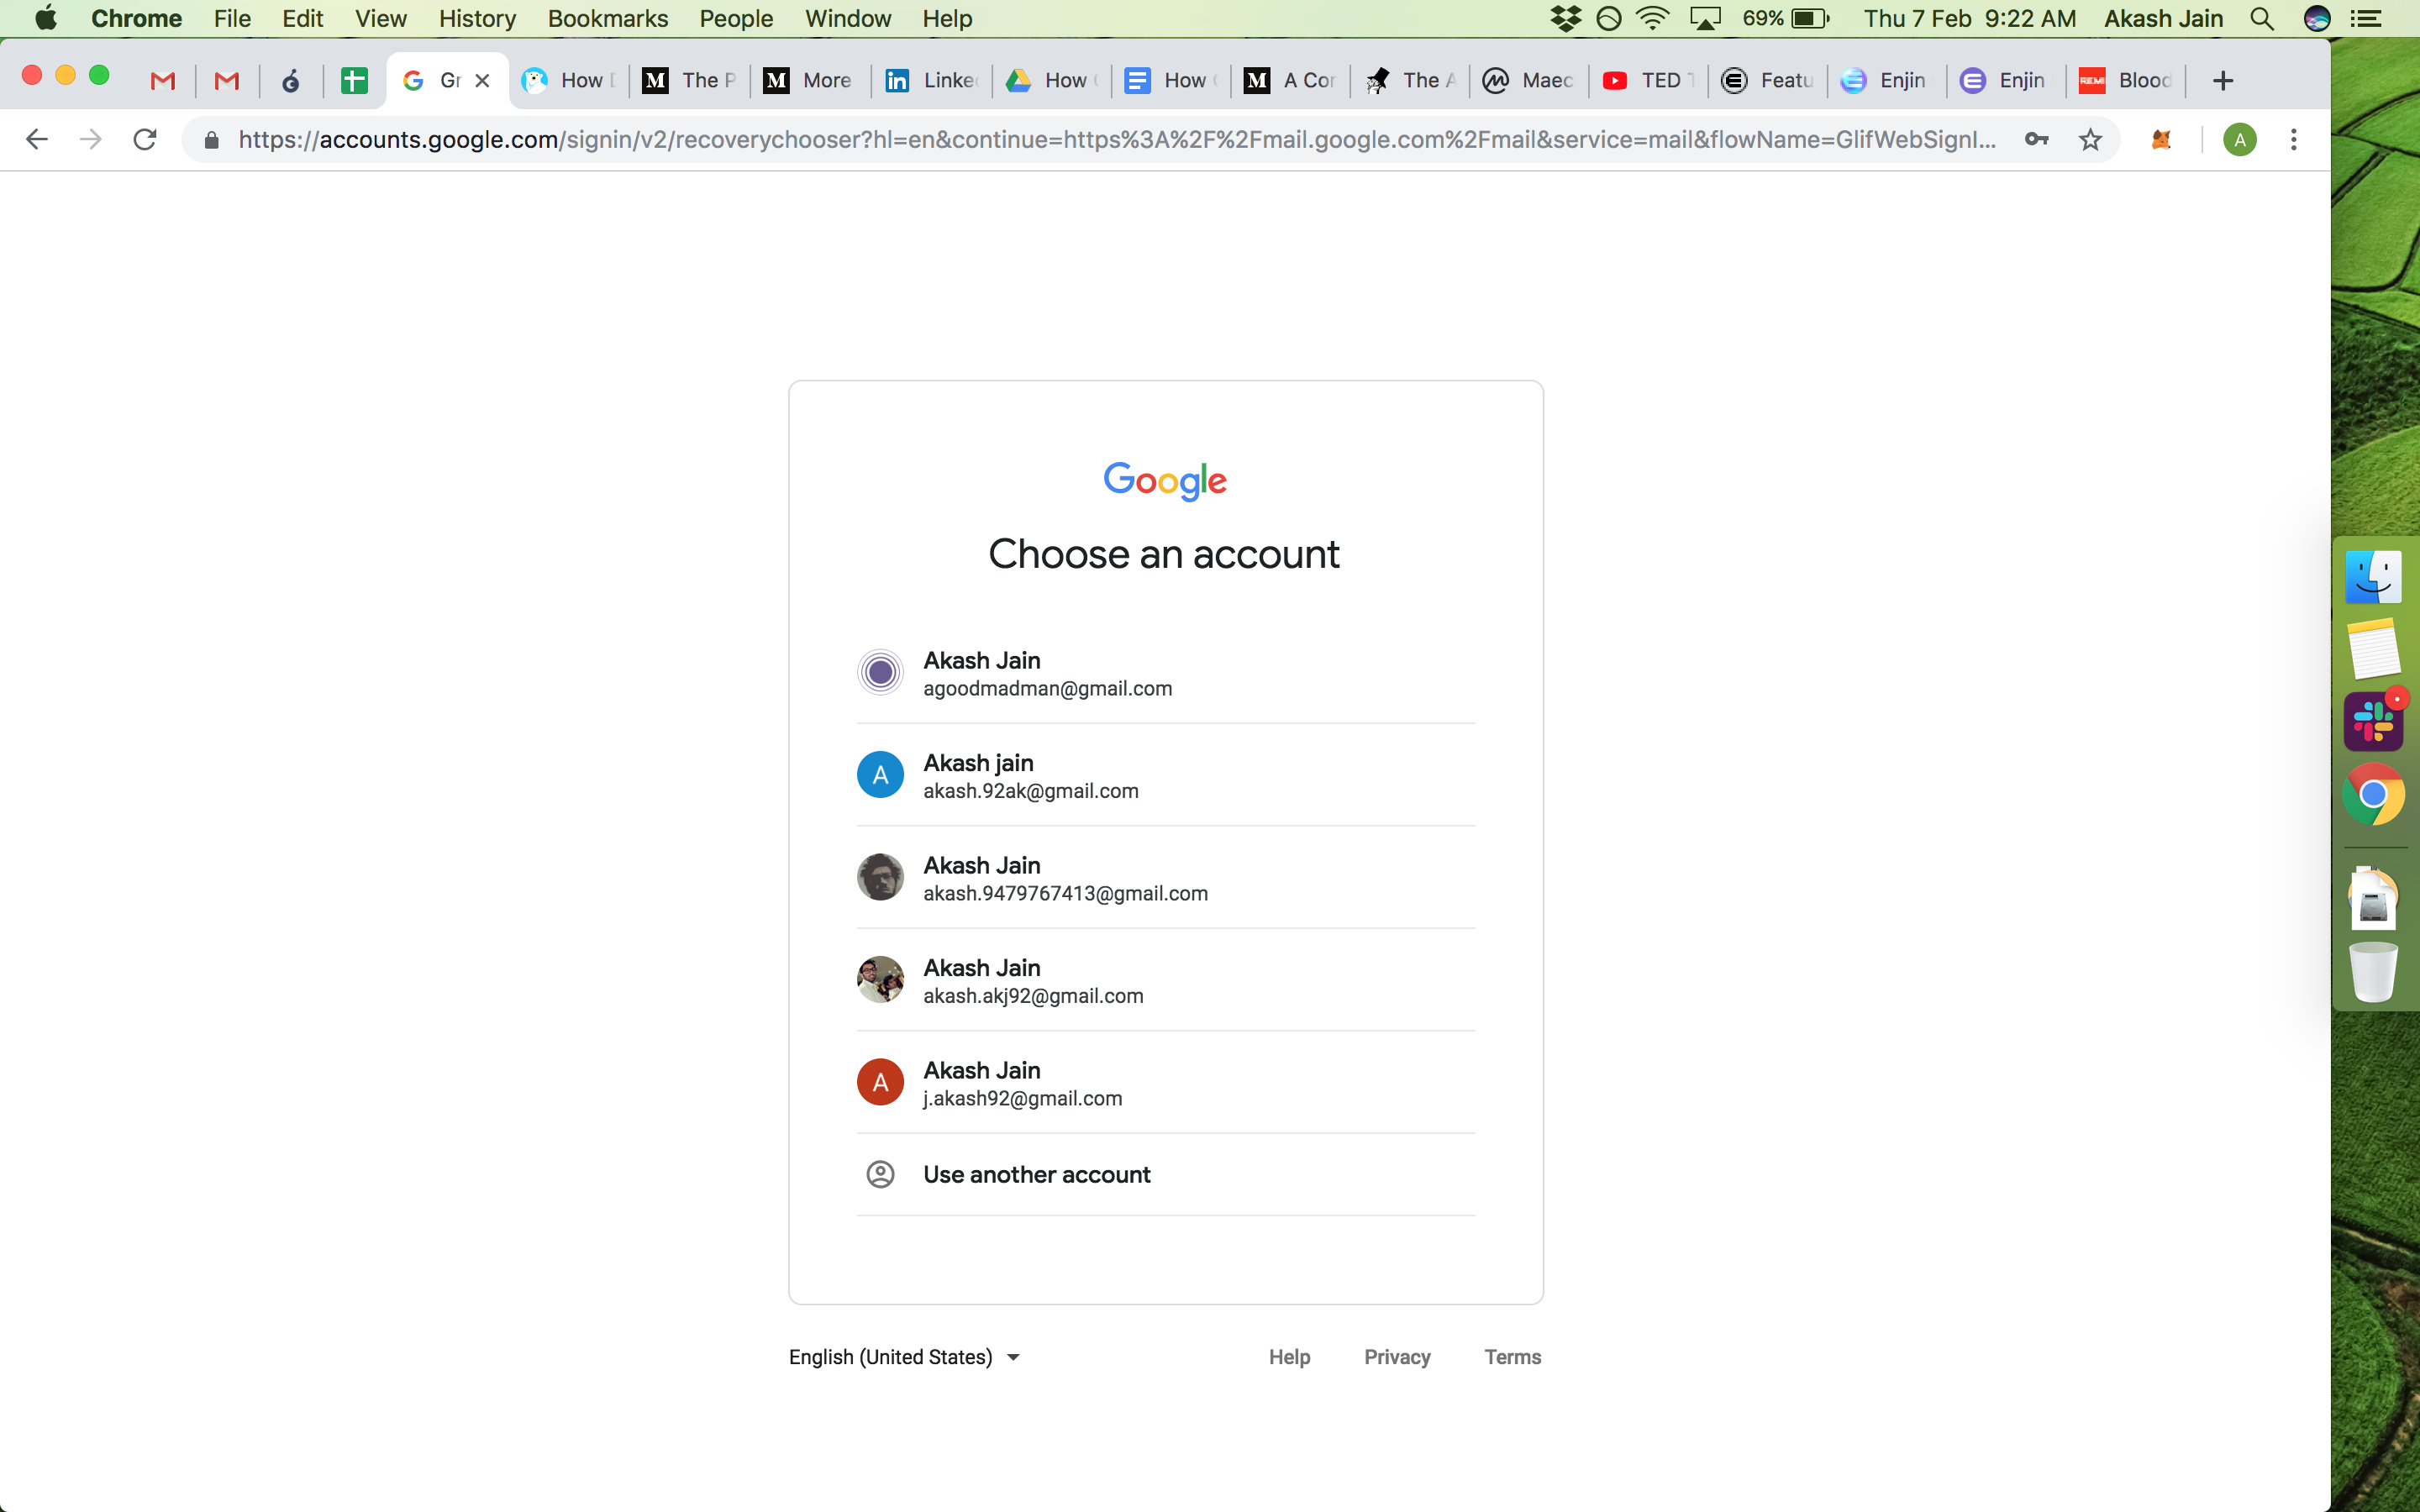 Chrome File Edit View History Bookmarks People Window Help 69% Thu 7 Feb 9:22 AM Akash Jain
Gr How The P More Linke How How A Cor The A Maec TED Featu Enjin Enjin Blood
https://accounts.google.com/signin/v2/recoverychooser?hl=en&continue=https%3A%2F%2Fmail.google.com%2Fmail&service=mail&flowName=GlifWebSignI... A
Google
Choose an account
Akash Jain
agoodmadman@gmail.com
A Akash jain
akash.92ak@gmail.com
Akash Jain
akash.9479767413@gmail.com
Akash Jain
akash.akj92@gmail.com
A Akash Jain
j.akash92@gmail.com
Use another account
English (United States) Help Privacy Terms